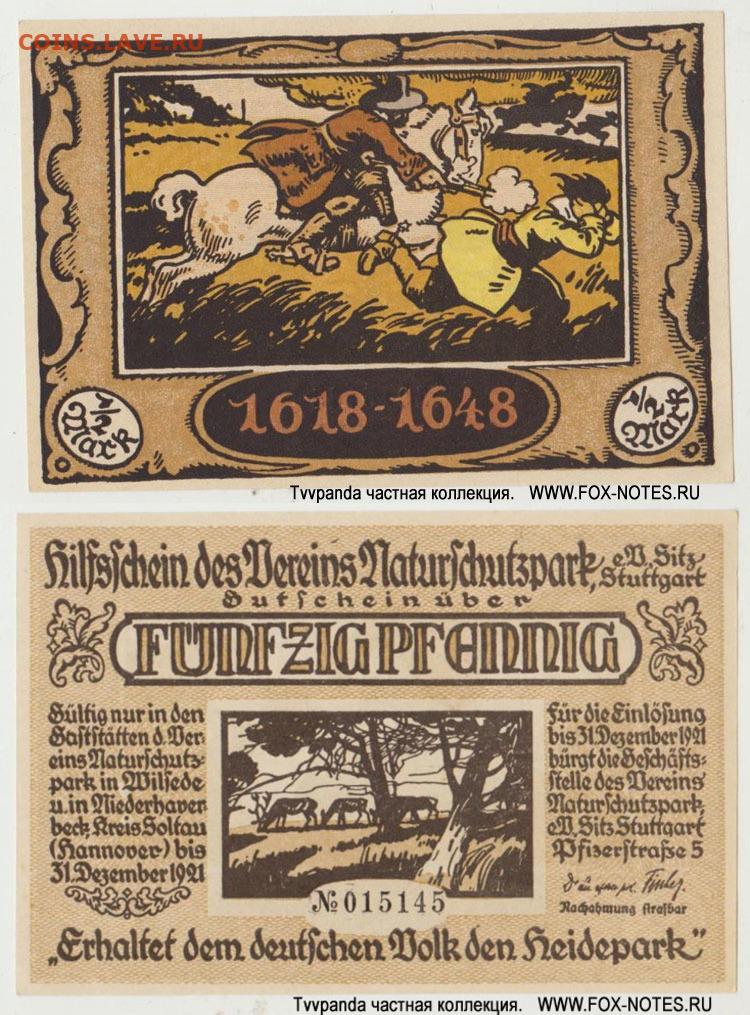 COINS.LAVE.RU
1/2 Mark
1618-1648
1/2 Mark
Tvvpanda частная коллекция. WWW.FOX-NOTES.RU
Hilfsschein des Vereins Naturschutzpark, e.V. Sitz Stuttgart
Gutschein über
FÜNFZIG PFENNIG
Gültig nur in den
Gaststätten d. Ver-
eins Naturschutz-
park in Wilsede
u. in Niederhaver-
beck, Kreis Soltau
(Hannover) bis
31. Dezember 1921
Für die Einlösung
bis 31. Dezember 1921
bürgt die Geschäfts-
stelle des Vereins
Naturschutzpark,
e.V. Sitz Stuttgart
Pfizerstraße 5
Nachahmung strafbar
№ 015145
„Erhaltet dem deutschen Volk den Heidepark"
Tvvpanda частная коллекция. WWW.FOX-NOTES.RU